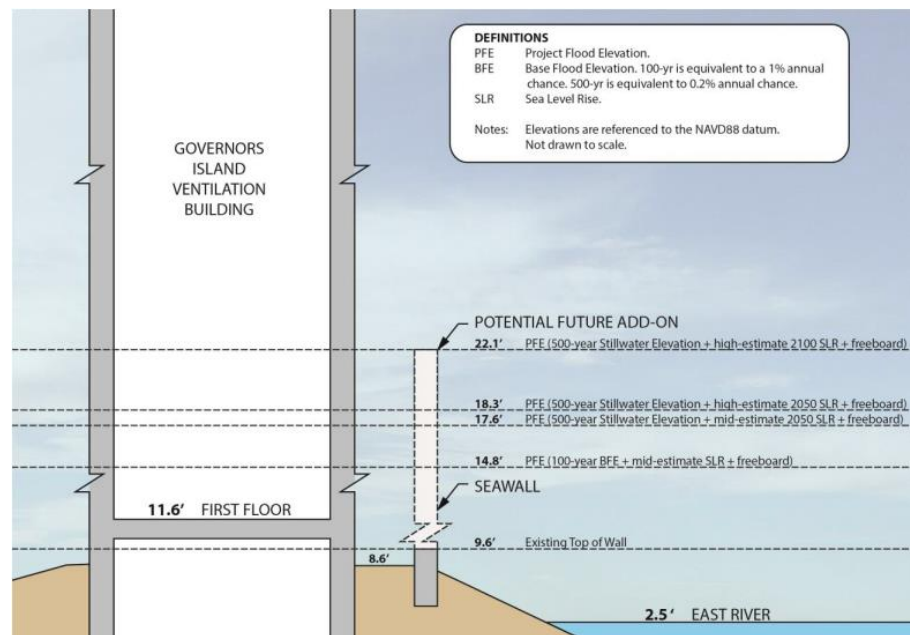 DEFINITIONS
PFE Project Flood Elevation.
BFE Base Flood Elevation. 100-yr is equivalent to a 1% annual
chance. 500-yr is equivalent to 0.2% annual chance.
SLR Sea Level Rise.
Notes: Elevations are referenced to the NAVD88 datum.
Not drawn to scale.
GOVERNORS
ISLAND
VENTILATION
BUILDING
POTENTIAL FUTURE ADD-ON
22.1' PFE (500-year Stillwater Elevation + high-estimate 2100 SLR + freeboard)
18.3' PFE (500-year Stillwater Elevation + high-estimate 2050 SLR + freeboard)
17.6' PFE (500-year Stillwater Elevation + mid-estimate 2050 SLR + freeboard)
14.8' PFE (100-year BFE + mid-estimate SLR + freeboard)
SEAWALL
11.6' FIRST FLOOR
9.6' Existing Top of Wall
8.6'
2.5' EAST RIVER